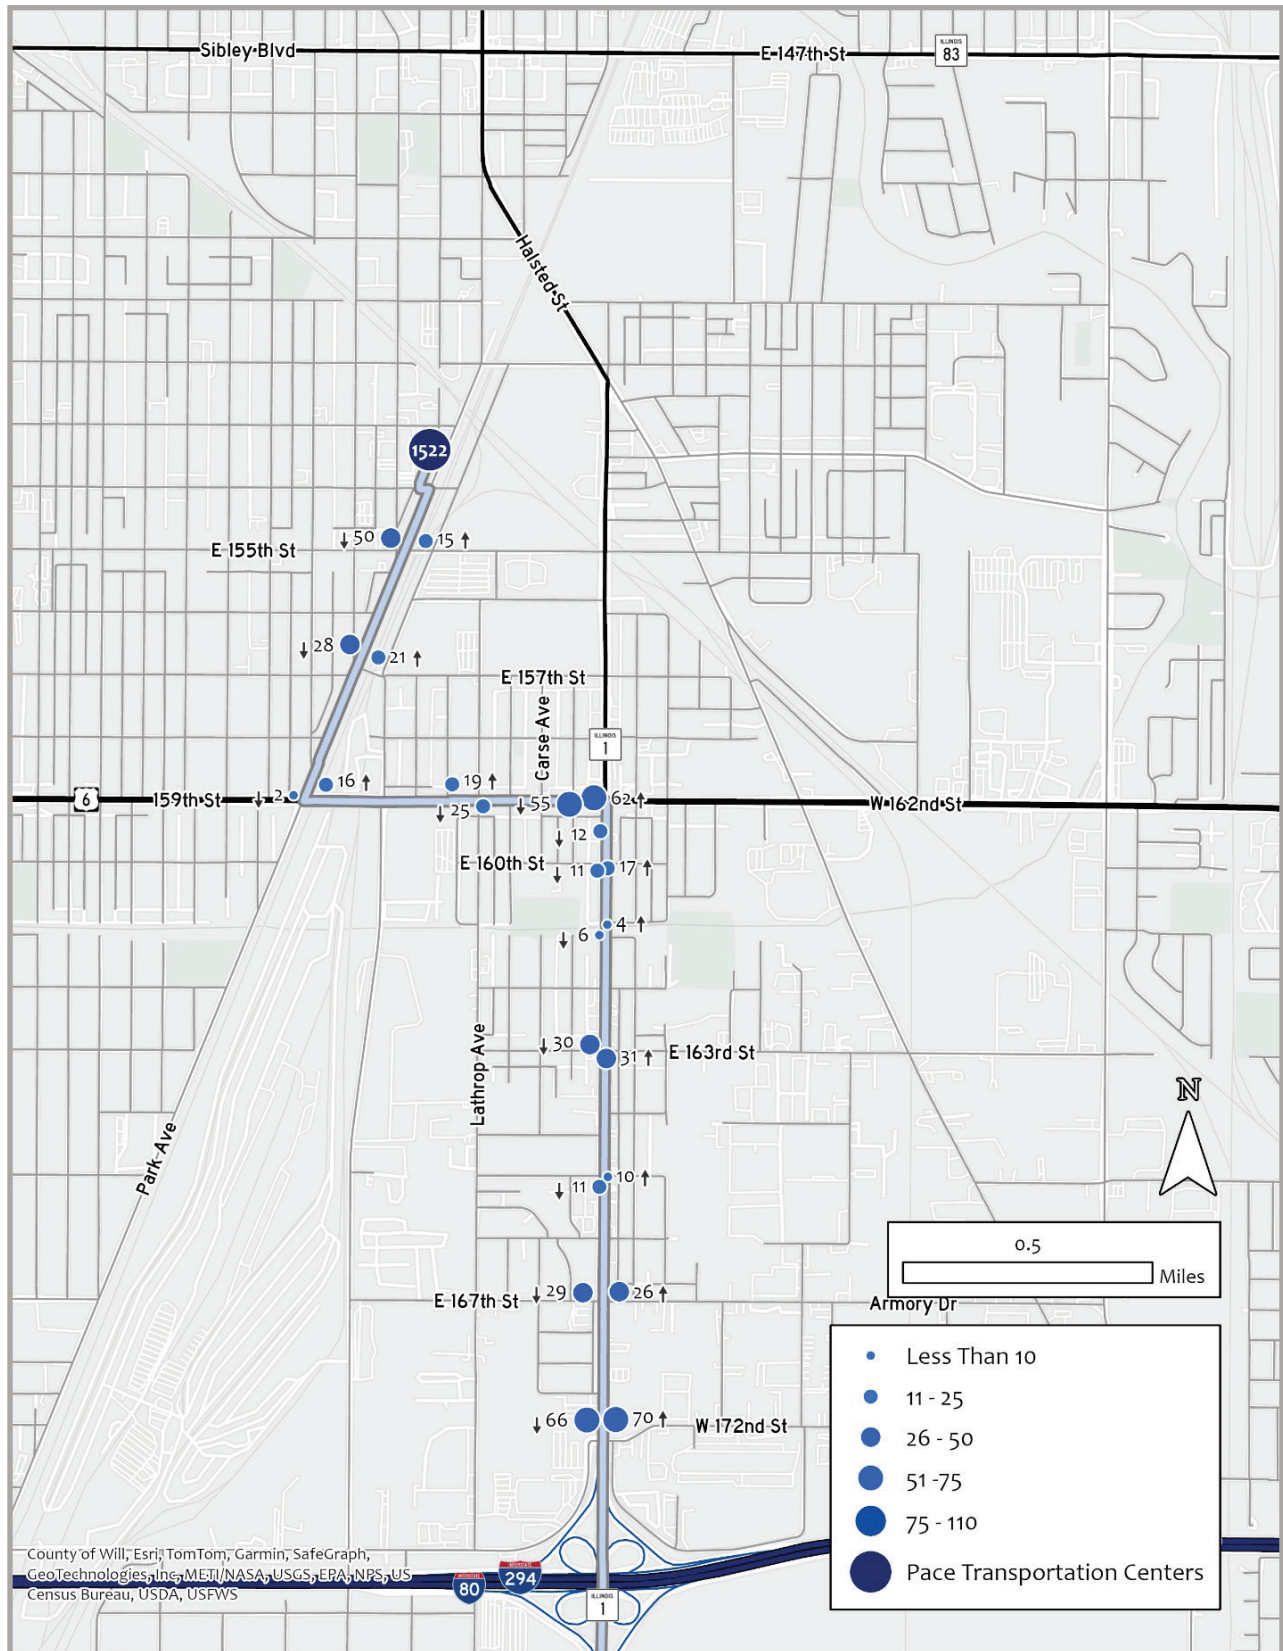 Sibley Blvd
E 147th St
ILLINOIS
83
Halsted St
1522
↓ 50
15 ↑
E 155th St
↓ 28
21 ↑
E 157th St
Carse Ave
ILLINOIS
1
16 ↑
19 ↑
6
159th St
↓ 2
↓ 25
↓ 55
62 ↑
W 162nd St
↓ 12
E 160th St
↓ 11
17 ↑
4 ↑
↓ 6
Lathrop Ave
↓ 30
31 ↑
E 163rd St
N
Park Ave
10 ↑
↓ 11
0.5
Miles
E 167th St
↓ 29
26 ↑
Armory Dr
Less Than 10
11 - 25
↓ 66
70 ↑
W 172nd St
26 - 50
51 -75
75 - 110
Pace Transportation Centers
County of Will, Esri, TomTom, Garmin, SafeGraph,
GeoTechnologies, Inc, METI/NASA, USGS, EPA, NPS, US
Census Bureau, USDA, USFWS
INTERSTATE
80
INTERSTATE
294
ILLINOIS
1